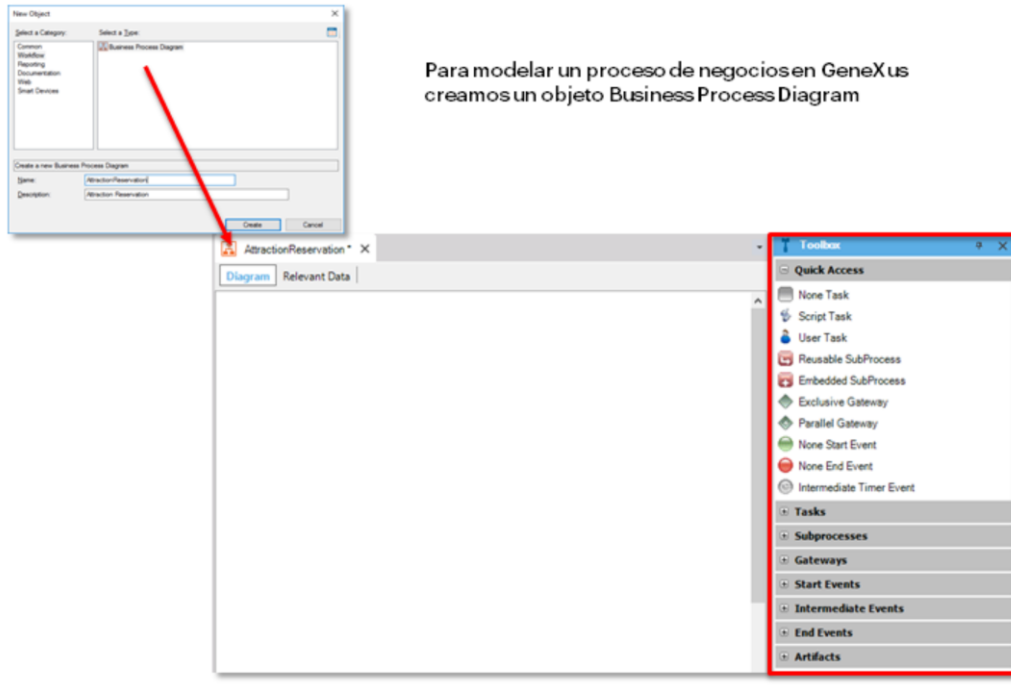 New Object
Select a Category:
Select a Type:
Common
Workflow
Reporting
Documentation
Web
Smart Devices
Business Process Diagram
Create a new Business Process Diagram
Name:
AttractionReservation
Description:
Attraction Reservation
Create
Cancel
Para modelar un proceso de negocios en GeneXus
creamos un objeto Business Process Diagram
AttractionReservation *
Diagram
Relevant Data
Toolbox
Quick Access
None Task
Script Task
User Task
Reusable SubProcess
Embedded SubProcess
Exclusive Gateway
Parallel Gateway
None Start Event
None End Event
Intermediate Timer Event
Tasks
Subprocesses
Gateways
Start Events
Intermediate Events
End Events
Artifacts